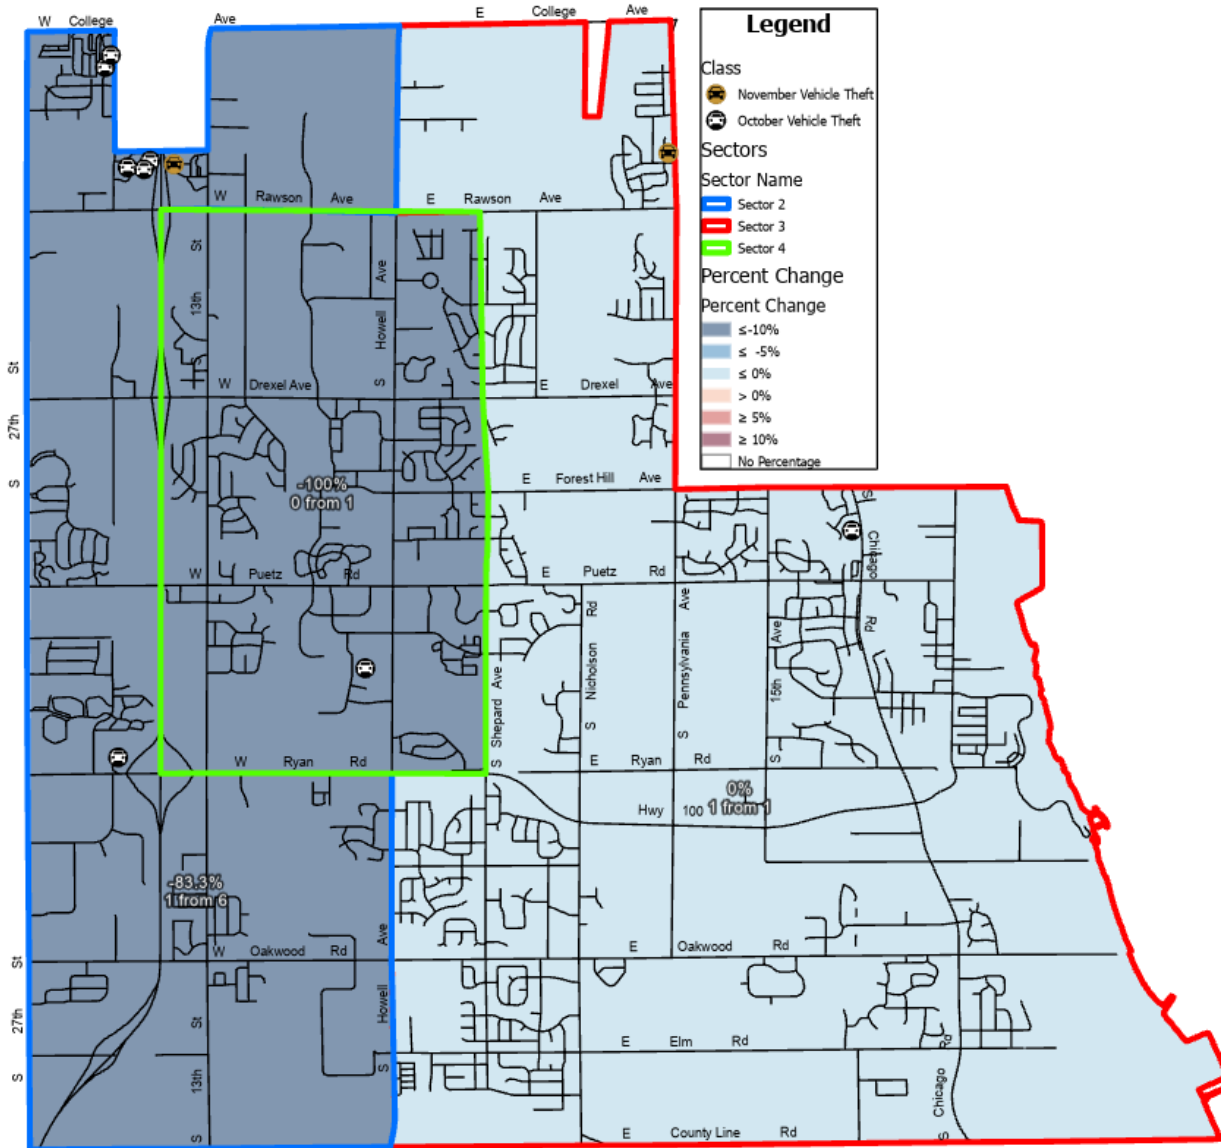 W College
Ave
E College Ave
Legend
Class
November Vehicle Theft
October Vehicle Theft
Sectors
Sector Name
Sector 2
Sector 3
Sector 4
Percent Change
Percent Change
≤-10%
≤ -5%
≤ 0%
> 0%
≥ 5%
≥ 10%
No Percentage
W Rawson Ave
E Rawson Ave
S 13th St
S Howell Ave
S 27th St
W Drexel Ave
E Drexel Ave
E Forest Hill Ave
-100%
0 from 1
W Puetz Rd
E Puetz Rd
S Chicago Rd
S Shepard Ave
S Nicholson Rd
S Pennsylvania Ave
S 15th Ave
W Ryan Rd
E Ryan Rd
0%
1 from 1
Hwy 100
-83.3%
1 from 6
W Oakwood Rd
E Oakwood Rd
S 27th St
S 13th St
S Howell Ave
E Elm Rd
S Chicago Rd
E County Line Rd